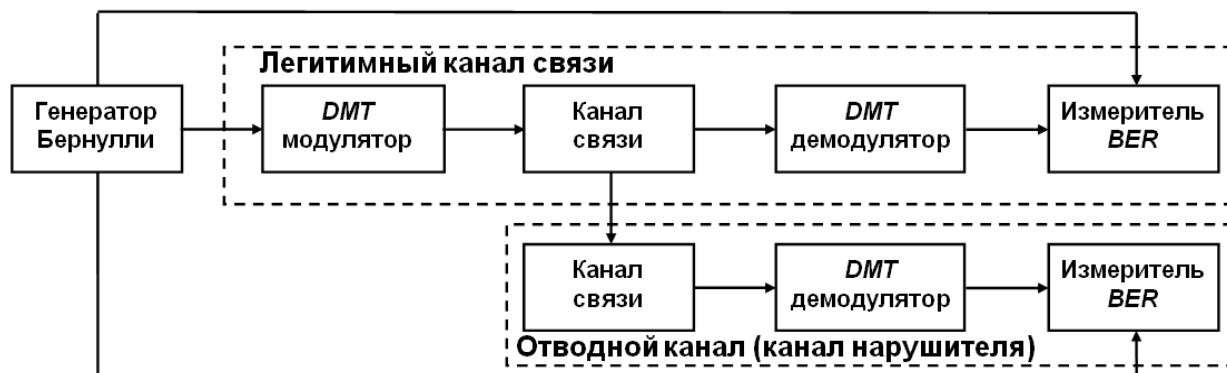 Легитимный канал связи
Генератор
Бернулли
DMT
модулятор
Канал
связи
DMT
демодулятор
Измеритель
BER
Канал
связи
DMT
демодулятор
Измеритель
BER
Отводной канал (канал нарушителя)